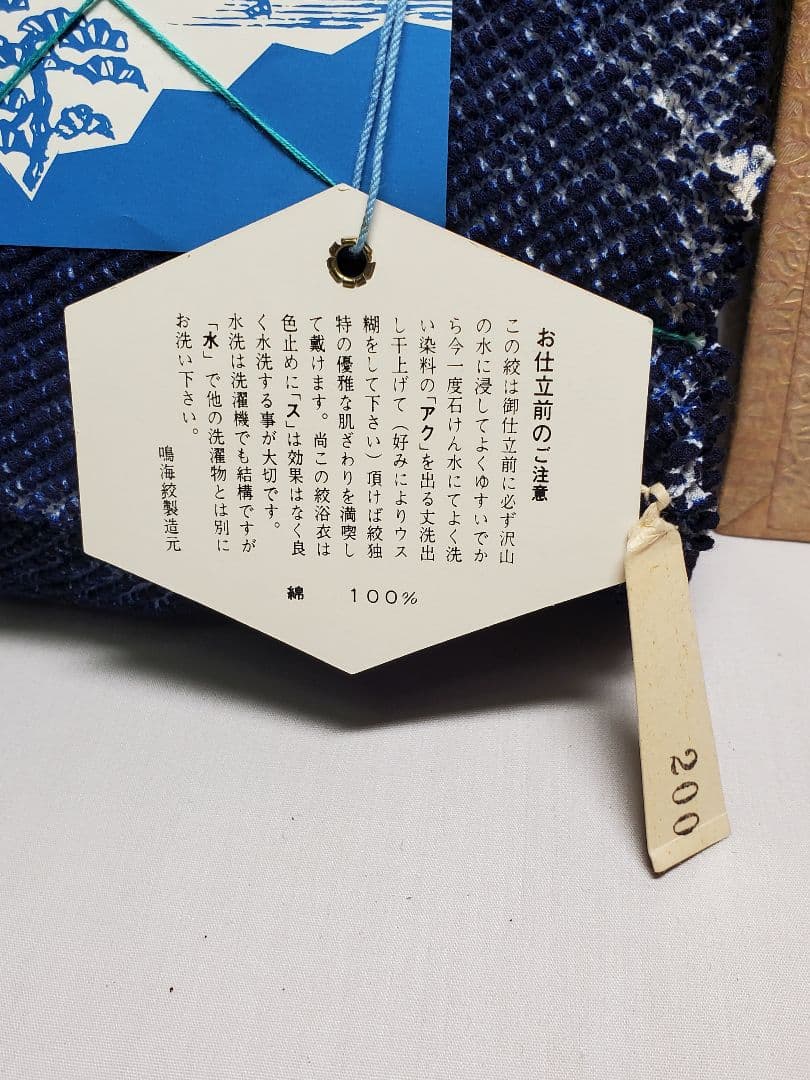 お仕立前のご注意
この絞は御仕立前に必ず沢山
の水に浸してよくゆすいでか
ら今一度石けん水にてよく洗
い染料の「アク」を出る丈洗出
し干上げて（好みによりウス
糊をして下さい）頂けば絞独
特の優雅な肌ざわりを満喫し
て戴けます。尚この絞浴衣は
色止めに「ス」は効果はなく良
く水洗する事が大切です。
水洗は洗濯機でも結構ですが
「水」で他の洗濯物とは別に
お洗い下さい。
鳴海絞製造元
綿　100%
200